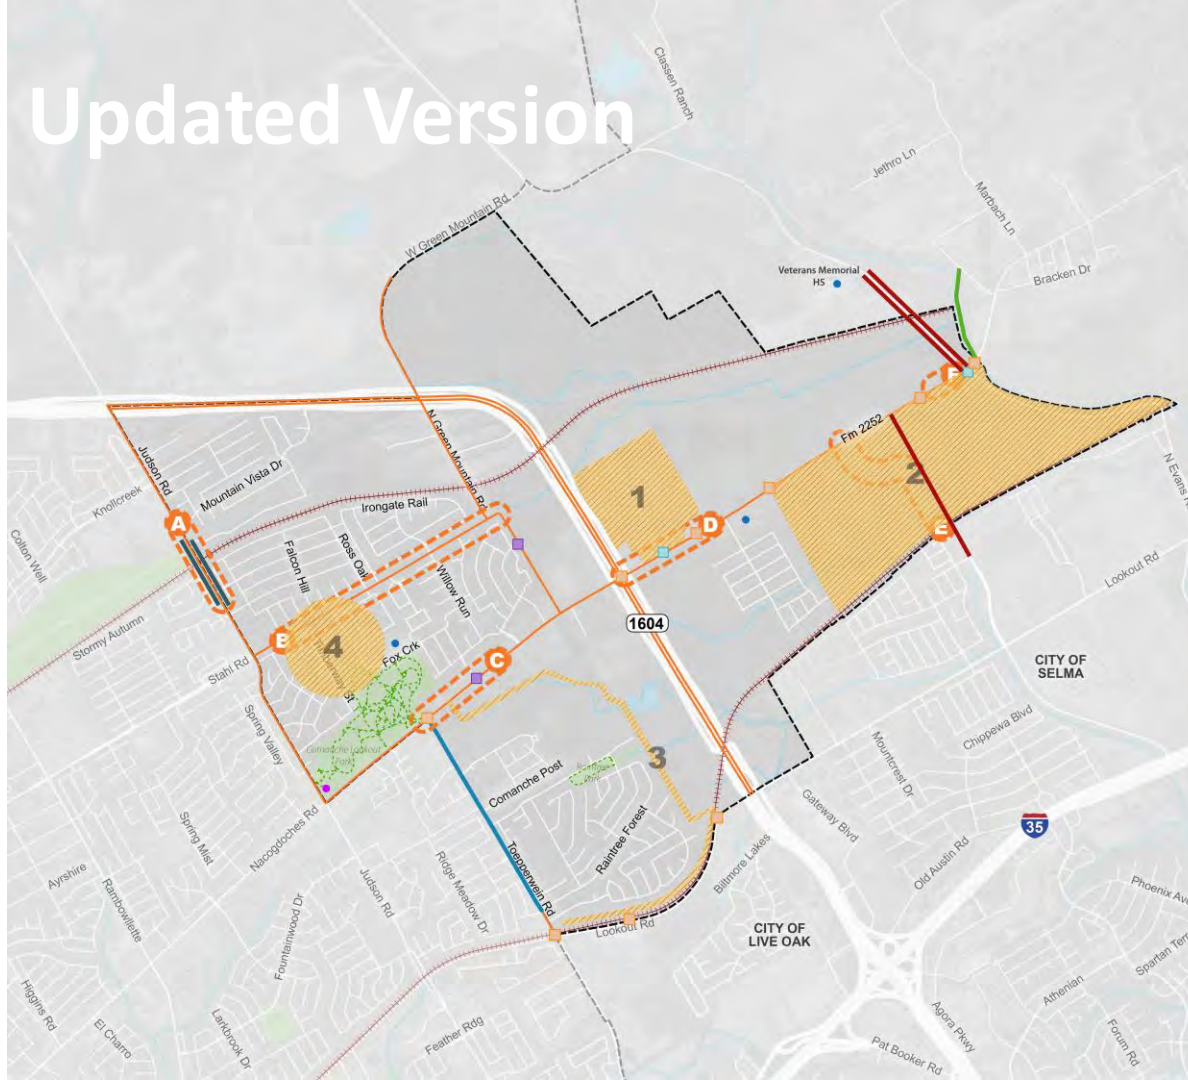 Updated Version
Classen Ranch
Jethro Ln
Marbach Ln
W Green Mountain Rd
Bracken Dr
Veterans Memorial
HS
F
N Green Mountain Rd
Fm 2252
Judson Rd
Mountain Vista Dr
Knollcreek
Irongate Rail
N Evans
1
2
A
D
E
Colton Well
Falcon Hill
Ross Oak
Willow Run
Lookout Rd
Stormy Autumn
B
4
1604
Fox Crk
St
Stahl Rd
C
CITY OF
SELMA
Spring Valley
Comanche Lookout
Park
Chippewa Blvd
Mountcrest Dr
3
Comanche Post
Park
Raintree Forest
Gateway Blvd
35
Nacogdoches Rd
Spring Mist
Toepperwein Rd
Biltmore Lakes
Old Austin Rd
Ayrshire
Judson Rd
Ridge Meadow Dr
Rambowllette
Phoenix Av
Fountainwood Dr
Lookout Rd
CITY OF
LIVE OAK
Spartan Ter
Athenian
Higgins Rd
El Charro
Larkbrook Dr
Feather Rdg
Agora Pkwy
Pat Booker Rd
Forum Rd